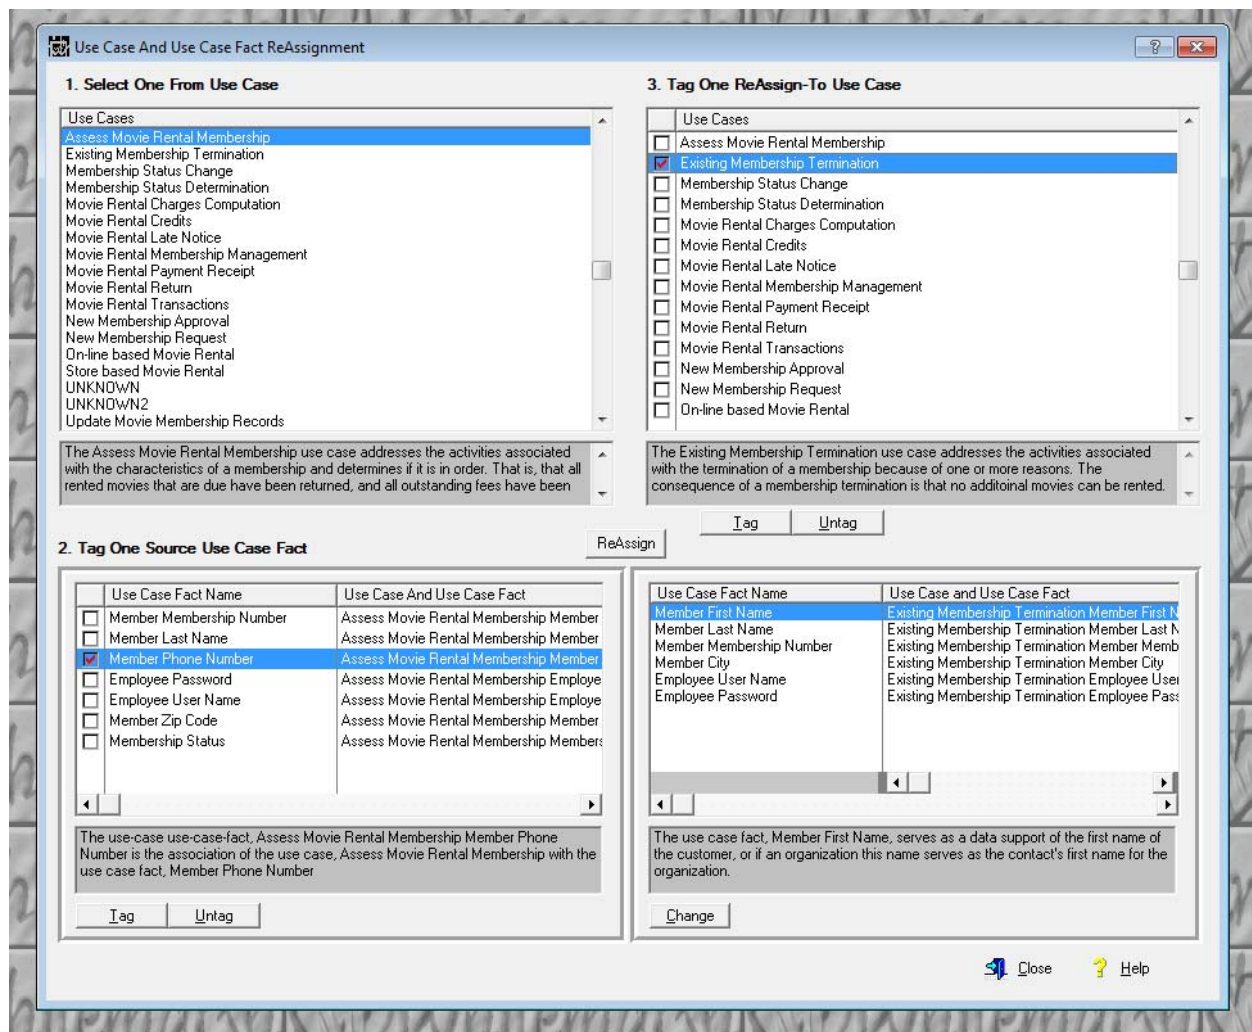 Use Case And Use Case Fact ReAssignment
1. Select One From Use Case
Use Cases
Assess Movie Rental Membership
Existing Membership Termination
Membership Status Change
Membership Status Determination
Movie Rental Charges Computation
Movie Rental Credits
Movie Rental Late Notice
Movie Rental Membership Management
Movie Rental Payment Receipt
Movie Rental Return
Movie Rental Transactions
New Membership Approval
New Membership Request
On-line based Movie Rental
Store based Movie Rental
UNKNOWN
UNKNOWN2
Update Movie Membership Records
The Assess Movie Rental Membership use case addresses the activities associated
with the characteristics of a membership and determines if it is in order. That is, that all
rented movies that are due have been returned, and all outstanding fees have been
3. Tag One ReAssign-To Use Case
Use Cases
Assess Movie Rental Membership
Existing Membership Termination
Membership Status Change
Membership Status Determination
Movie Rental Charges Computation
Movie Rental Credits
Movie Rental Late Notice
Movie Rental Membership Management
Movie Rental Payment Receipt
Movie Rental Return
Movie Rental Transactions
New Membership Approval
New Membership Request
On-line based Movie Rental
The Existing Membership Termination use case addresses the activities associated
with the termination of a membership because of one or more reasons. The
consequence of a membership termination is that no additoinal movies can be rented.
Tag Untag
ReAssign
2. Tag One Source Use Case Fact
Use Case Fact Name Use Case And Use Case Fact
Member Membership Number Assess Movie Rental Membership Member
Member Last Name Assess Movie Rental Membership Member
Member Phone Number Assess Movie Rental Membership Member
Employee Password Assess Movie Rental Membership Employe
Employee User Name Assess Movie Rental Membership Employe
Member Zip Code Assess Movie Rental Membership Member
Membership Status Assess Movie Rental Membership Members
The use-case use-case-fact, Assess Movie Rental Membership Member Phone
Number is the association of the use case, Assess Movie Rental Membership with the
use case fact, Member Phone Number
Tag Untag
Use Case Fact Name Use Case and Use Case Fact
Member First Name Existing Membership Termination Member First N
Member Last Name Existing Membership Termination Member Last N
Member Membership Number Existing Membership Termination Member Memb
Member City Existing Membership Termination Member City
Employee User Name Existing Membership Termination Employee User
Employee Password Existing Membership Termination Employee Pass
The use case fact, Member First Name, serves as a data support of the first name of
the customer, or if an organization this name serves as the contact's first name for the
organization.
Change
Close Help